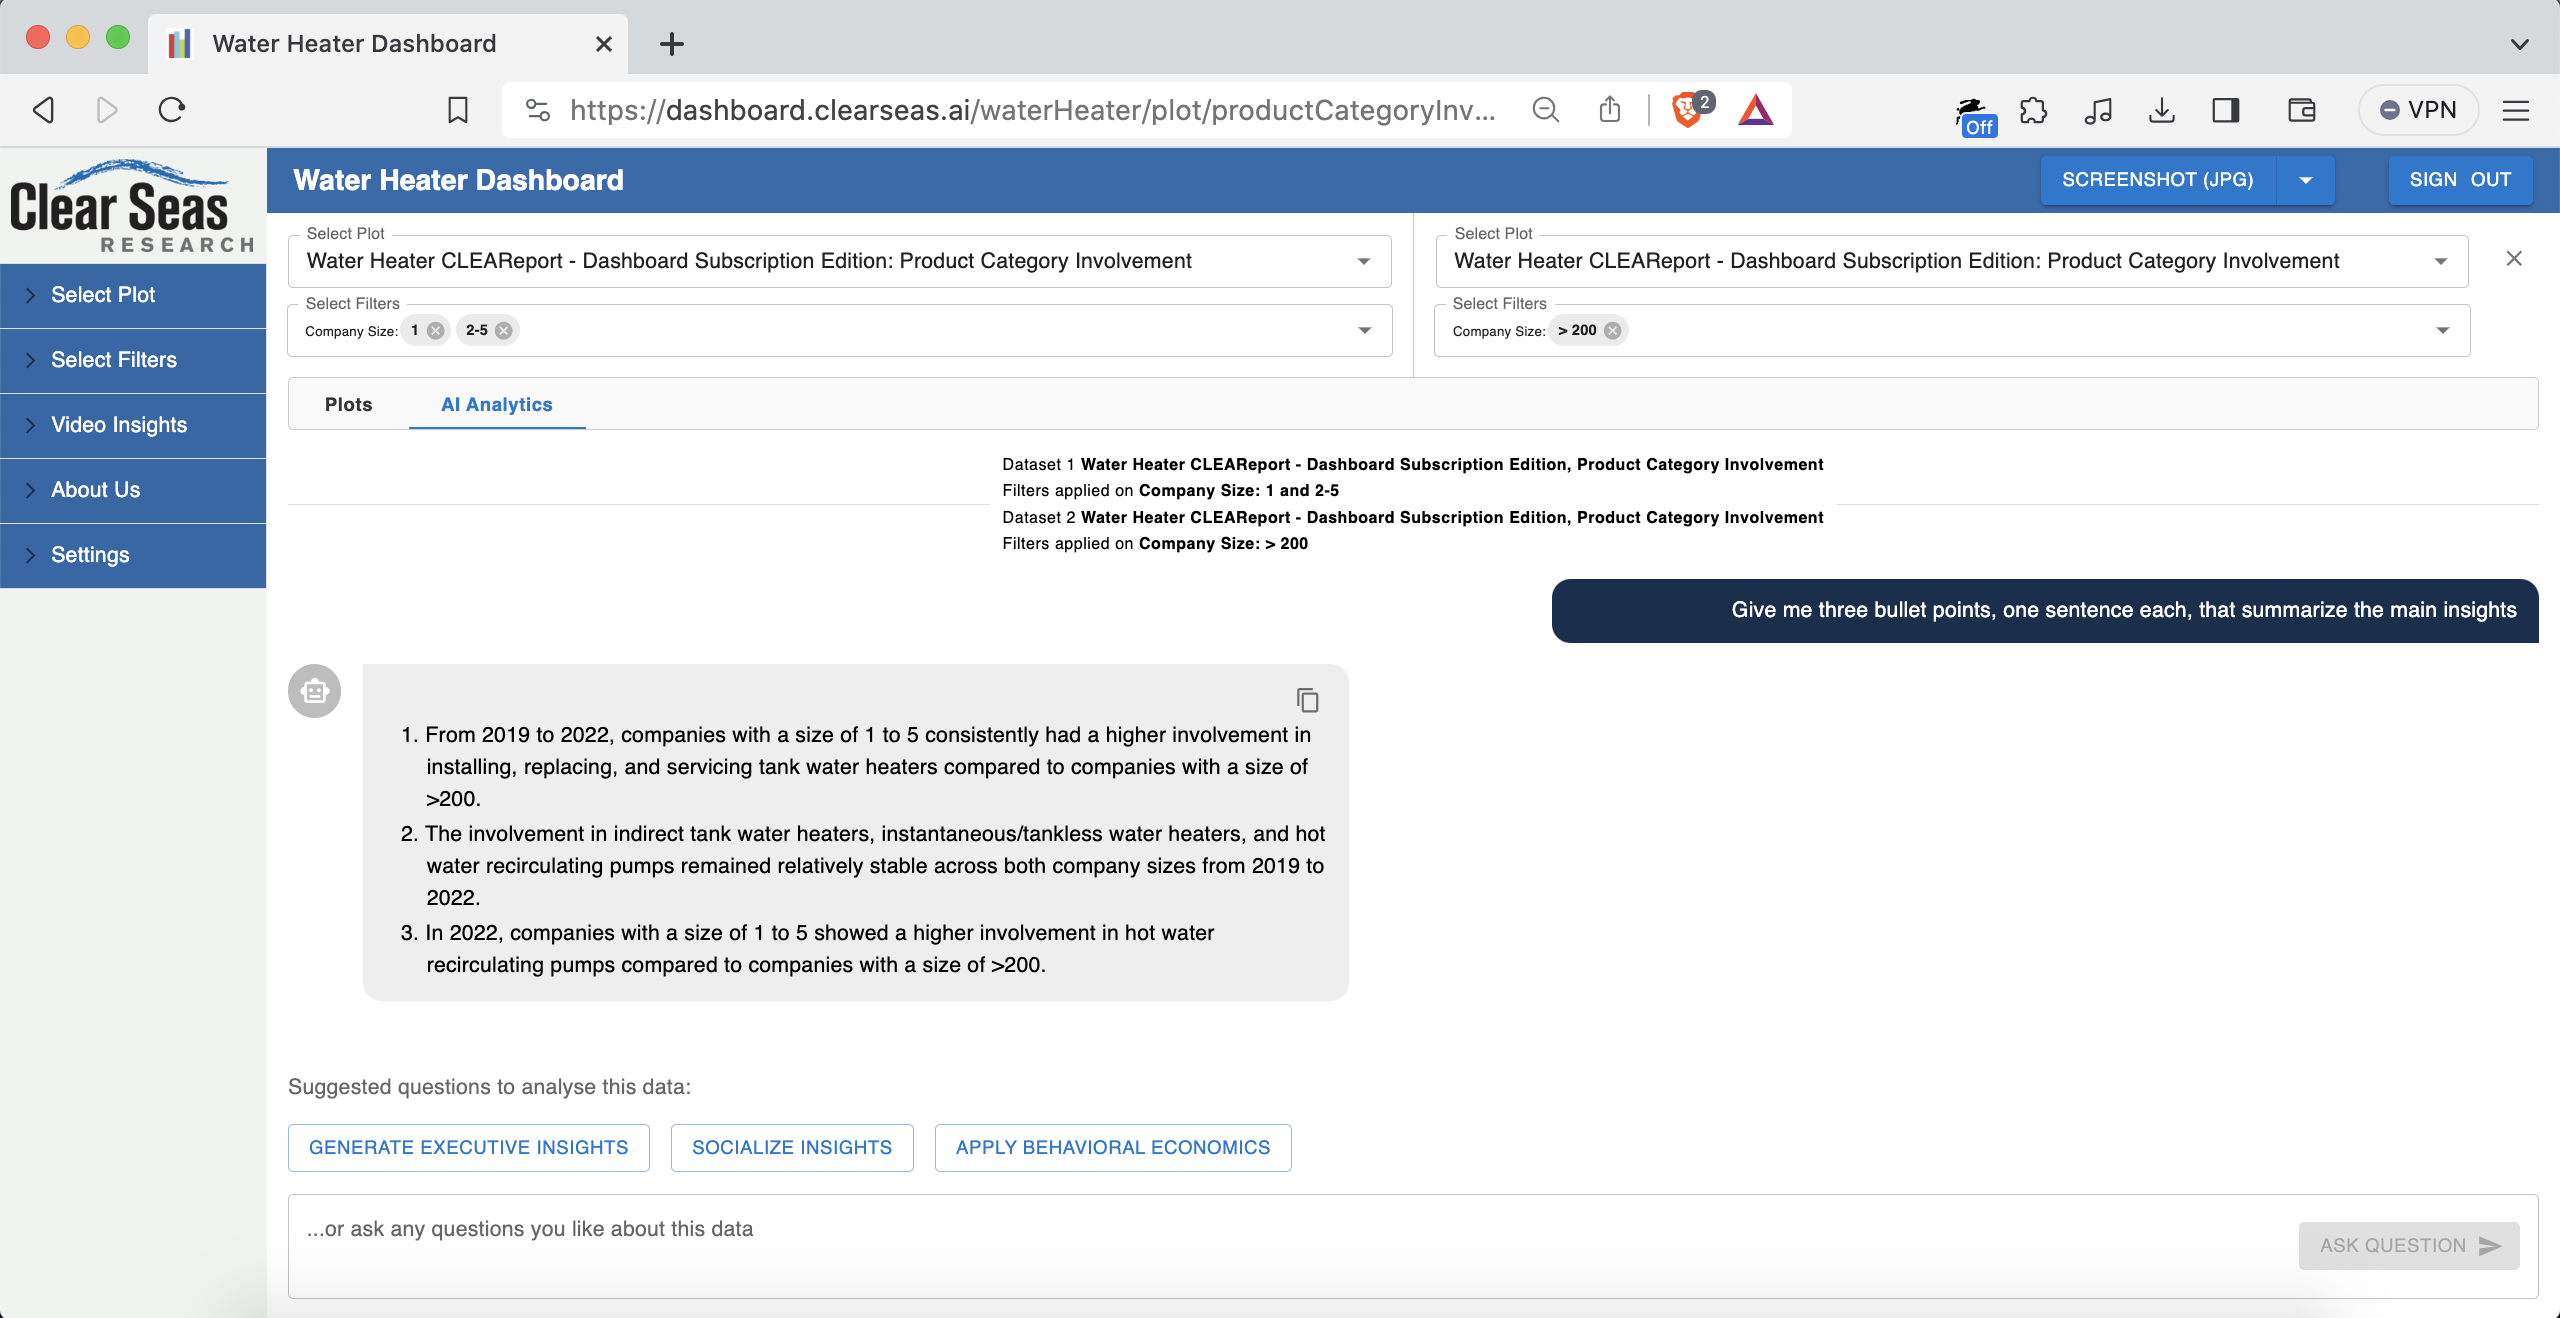 Water Heater Dashboard
https://dashboard.clearseas.ai/waterHeater/plot/productCategoryInv...
2
Off
VPN
Clear Seas
RESEARCH
Water Heater Dashboard
SCREENSHOT (JPG)
SIGN OUT
Select Plot
Select Filters
Video Insights
About Us
Settings
Select Plot
Water Heater CLEAReport - Dashboard Subscription Edition: Product Category Involvement
Select Filters
Company Size: 1 2-5
Select Plot
Water Heater CLEAReport - Dashboard Subscription Edition: Product Category Involvement
Select Filters
Company Size: > 200
Plots
AI Analytics
Dataset 1 Water Heater CLEAReport - Dashboard Subscription Edition, Product Category Involvement
Filters applied on Company Size: 1 and 2-5
Dataset 2 Water Heater CLEAReport - Dashboard Subscription Edition, Product Category Involvement
Filters applied on Company Size: > 200
Give me three bullet points, one sentence each, that summarize the main insights
1. From 2019 to 2022, companies with a size of 1 to 5 consistently had a higher involvement in
installing, replacing, and servicing tank water heaters compared to companies with a size of
>200.
2. The involvement in indirect tank water heaters, instantaneous/tankless water heaters, and hot
water recirculating pumps remained relatively stable across both company sizes from 2019 to
2022.
3. In 2022, companies with a size of 1 to 5 showed a higher involvement in hot water
recirculating pumps compared to companies with a size of >200.
Suggested questions to analyse this data:
GENERATE EXECUTIVE INSIGHTS
SOCIALIZE INSIGHTS
APPLY BEHAVIORAL ECONOMICS
...or ask any questions you like about this data
ASK QUESTION